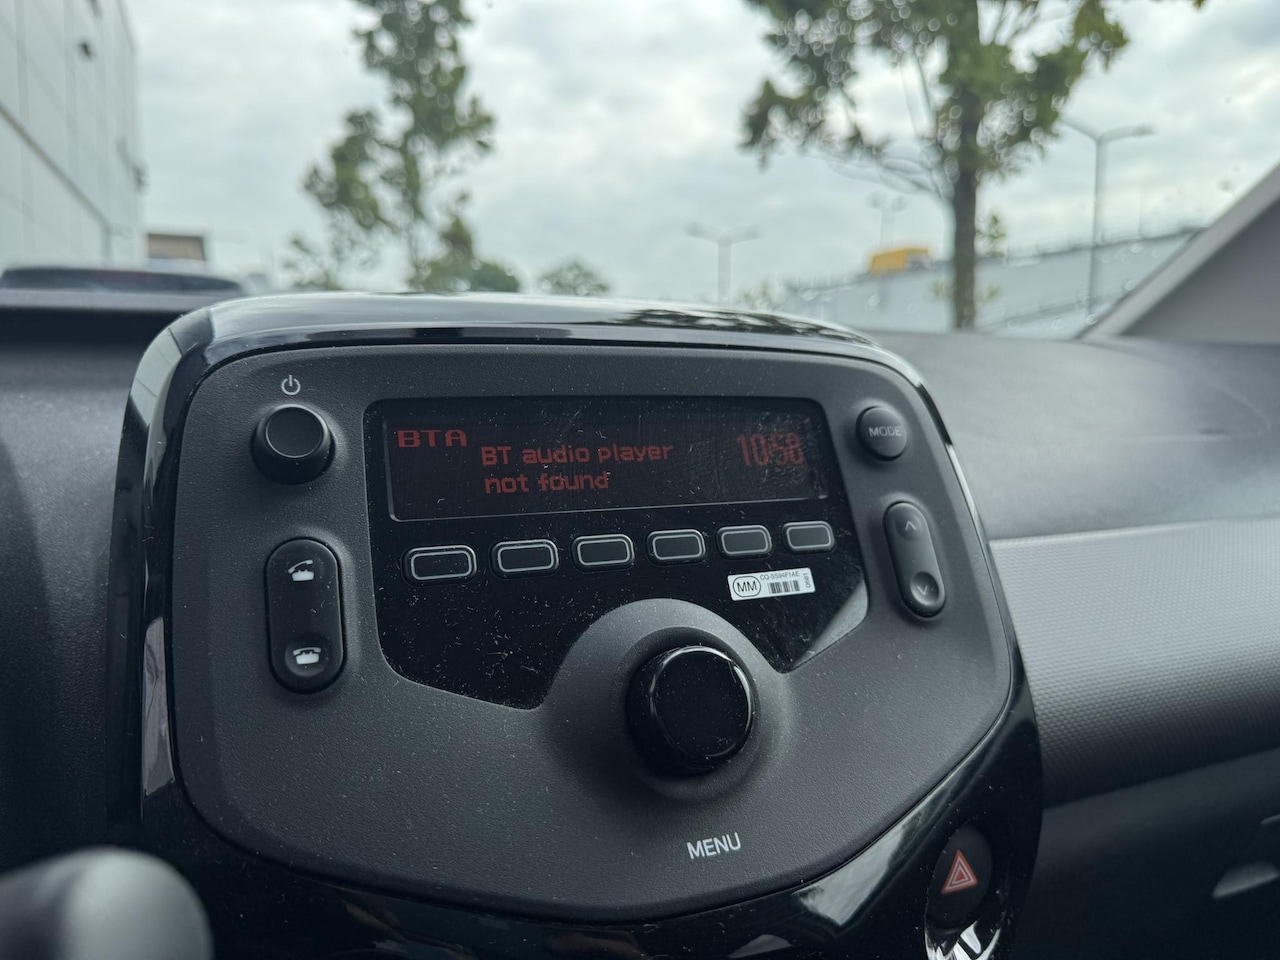 BTA
BT audio player
not found
10:58
MODE
MM
MENU